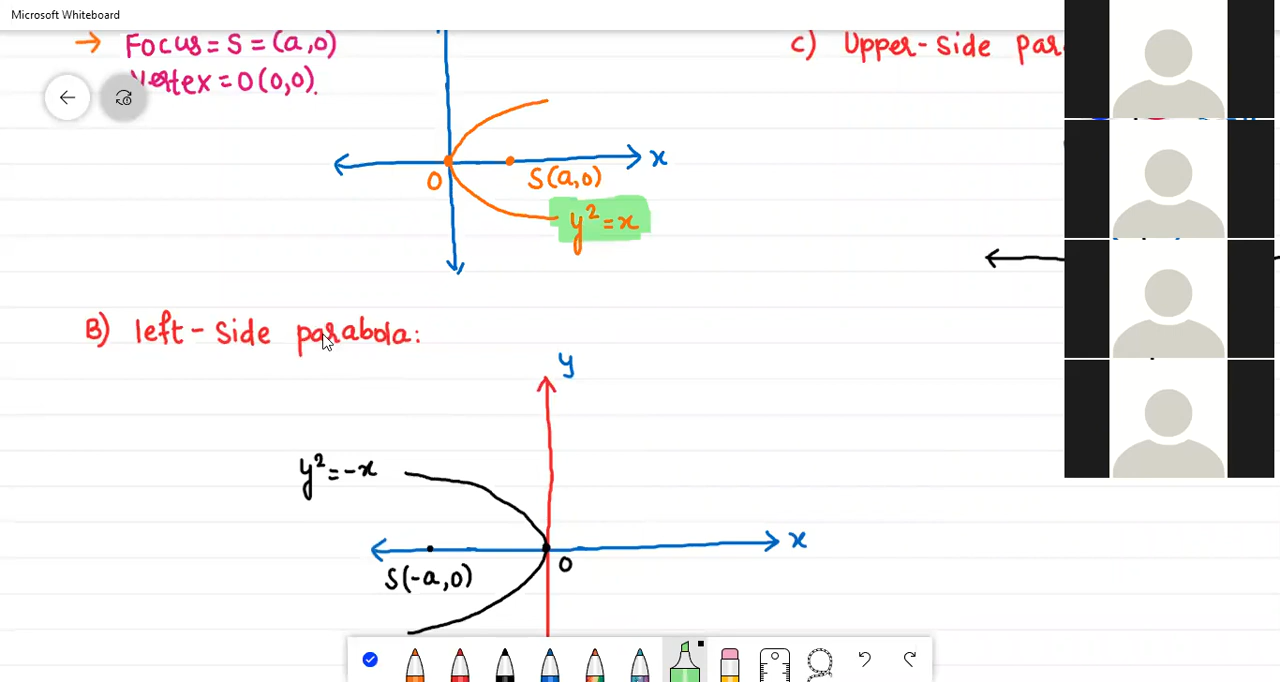 Microsoft Whiteboard
→ Focus = S = (a,0)
Vertex = O(0,0).
x
O
S(a,0)
y² = x
c) Upper-side par
B) left-side parabola:
y
y² = -x
x
S(-a,0)
O